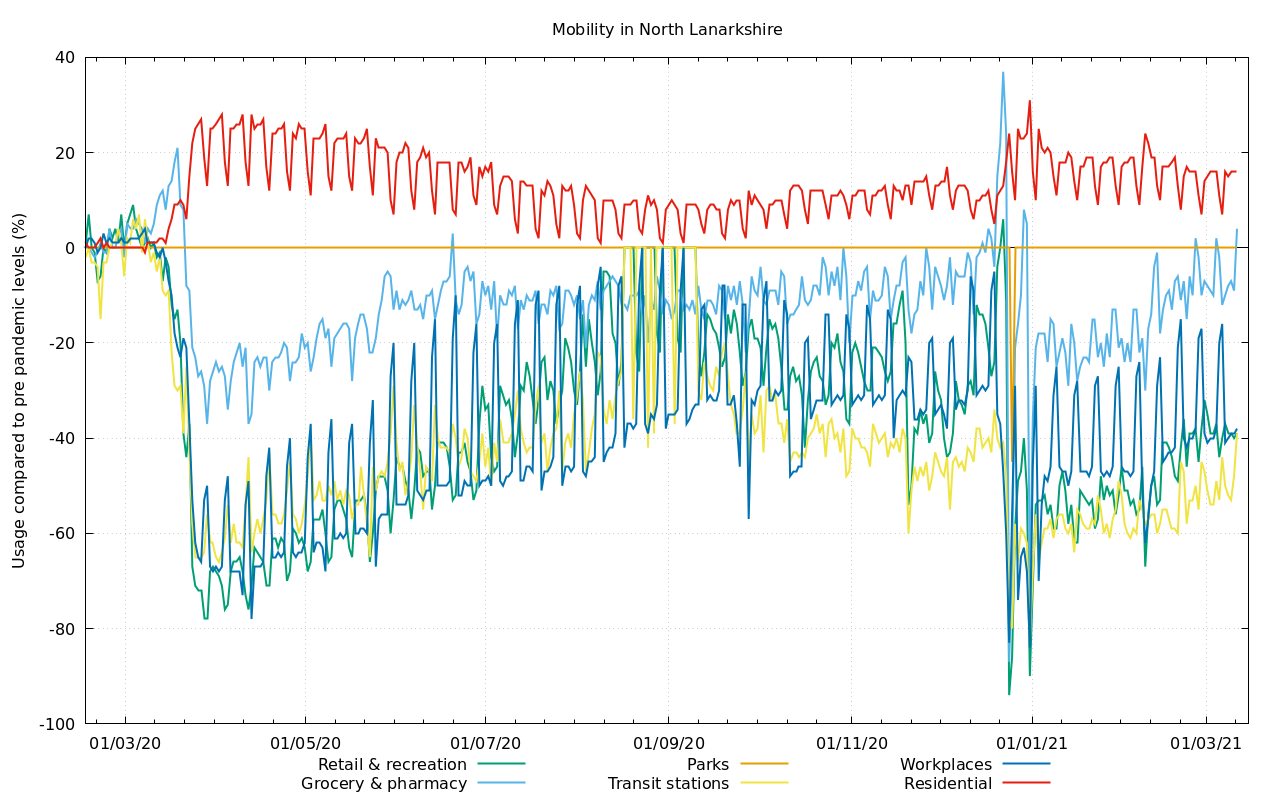 Mobility in North Lanarkshire
Usage compared to pre pandemic levels (%)
40
20
0
-20
-40
-60
-80
-100
01/03/20 01/05/20 01/07/20 01/09/20 01/11/20 01/01/21 01/03/21
Retail & recreation Parks Workplaces
Grocery & pharmacy Transit stations Residential